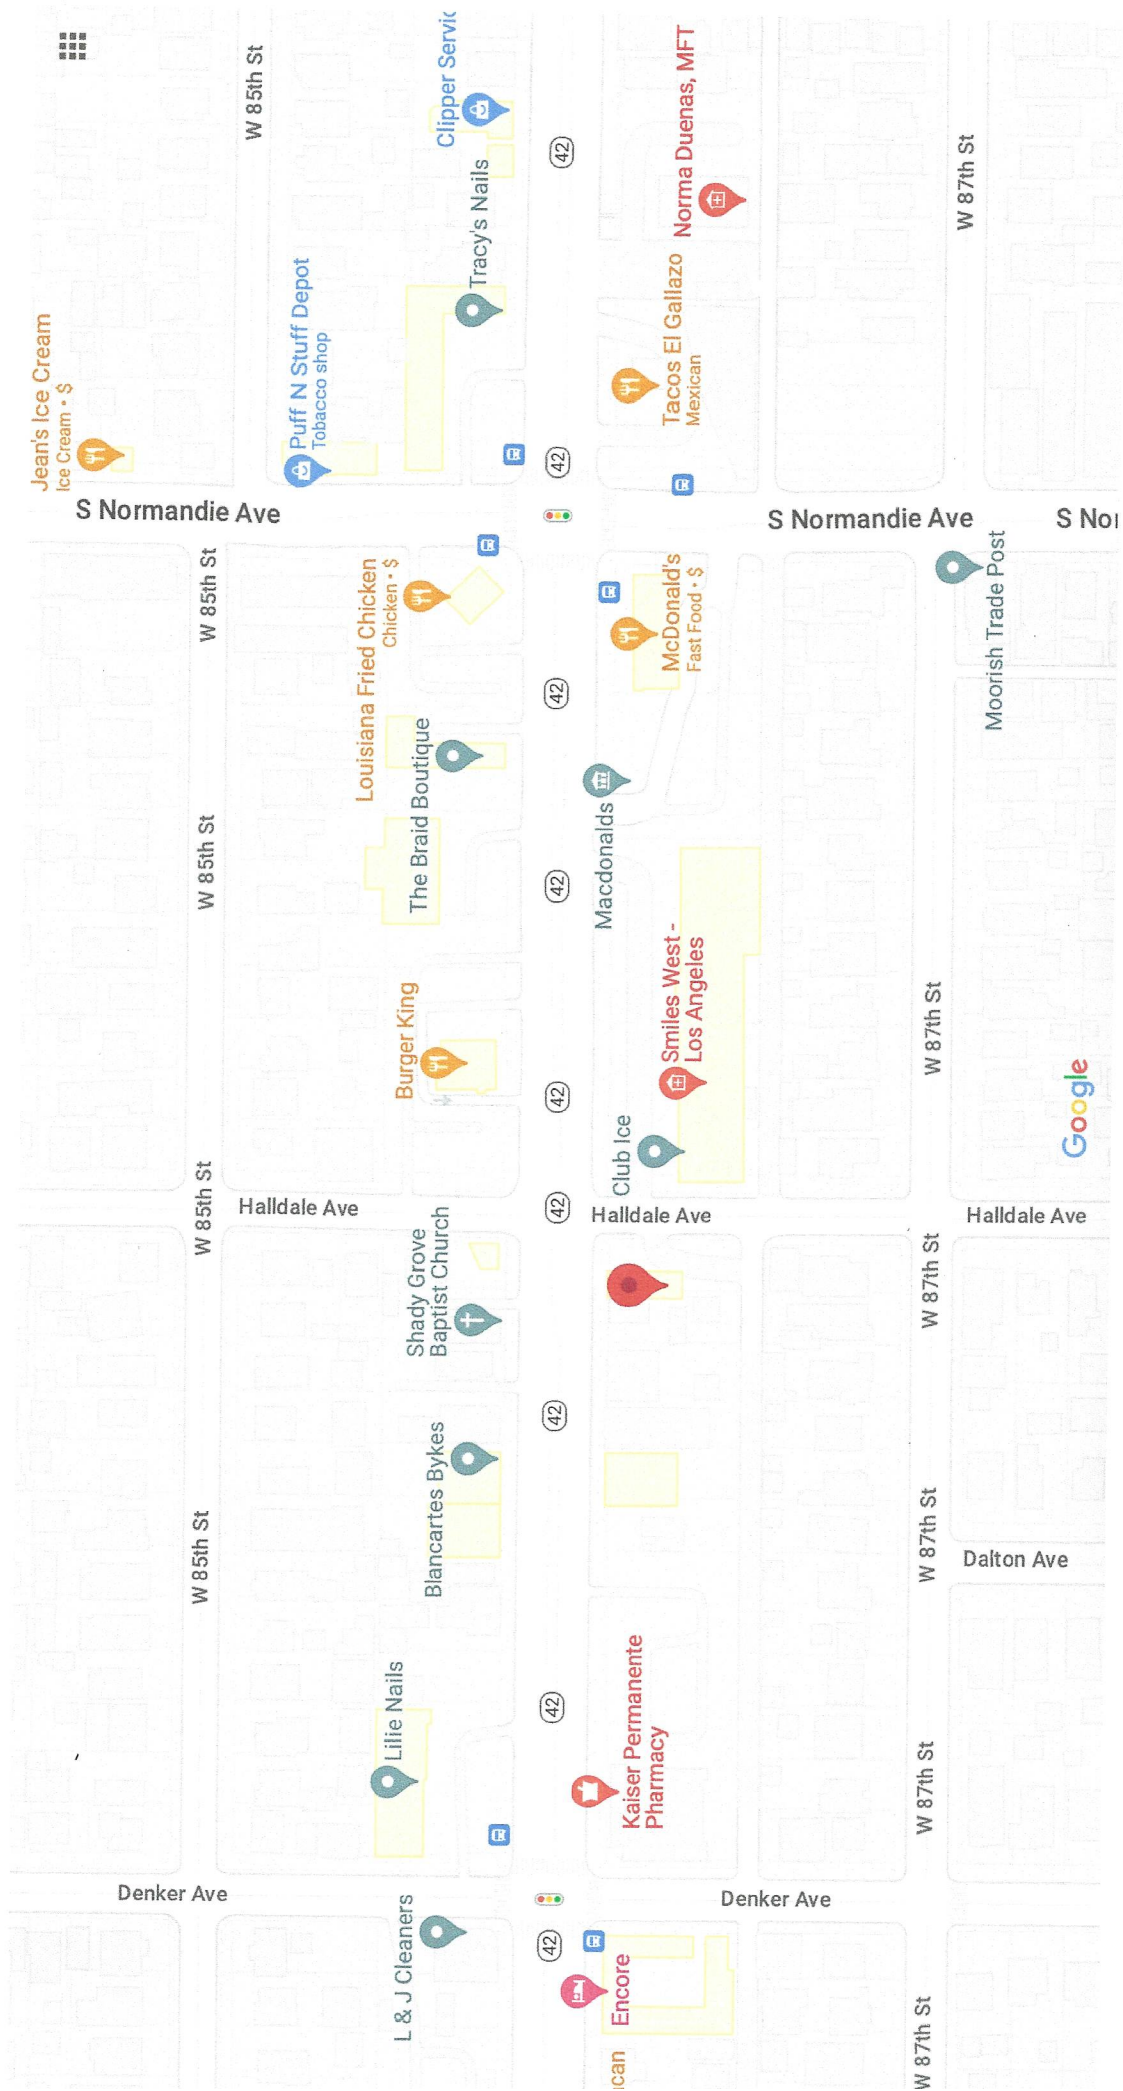 W 85th St
Clipper Servic
42
Norma Duenas, MFT
W 87th St
Tracy's Nails
Puff N Stuff Depot
Tobacco shop
Tacos El Gallazo
Mexican
Jean's Ice Cream
Ice Cream • $
42
S Normandie Ave
S Normandie Ave
S Nor
W 85th St
Louisiana Fried Chicken
Chicken • $
McDonald's
Fast Food • $
Moorish Trade Post
42
The Braid Boutique
Macdonalds
W 85th St
42
Smiles West -
Los Angeles
W 87th St
Burger King
42
Google
Club Ice
W 85th St
Halldale Ave
42
Halldale Ave
Halldale Ave
Shady Grove
Baptist Church
W 87th St
42
Blancartes Bykes
W 85th St
W 87th St
Dalton Ave
Lilie Nails
42
Kaiser Permanente
Pharmacy
W 87th St
Denker Ave
Denker Ave
L & J Cleaners
42
Encore
W 87th St
can